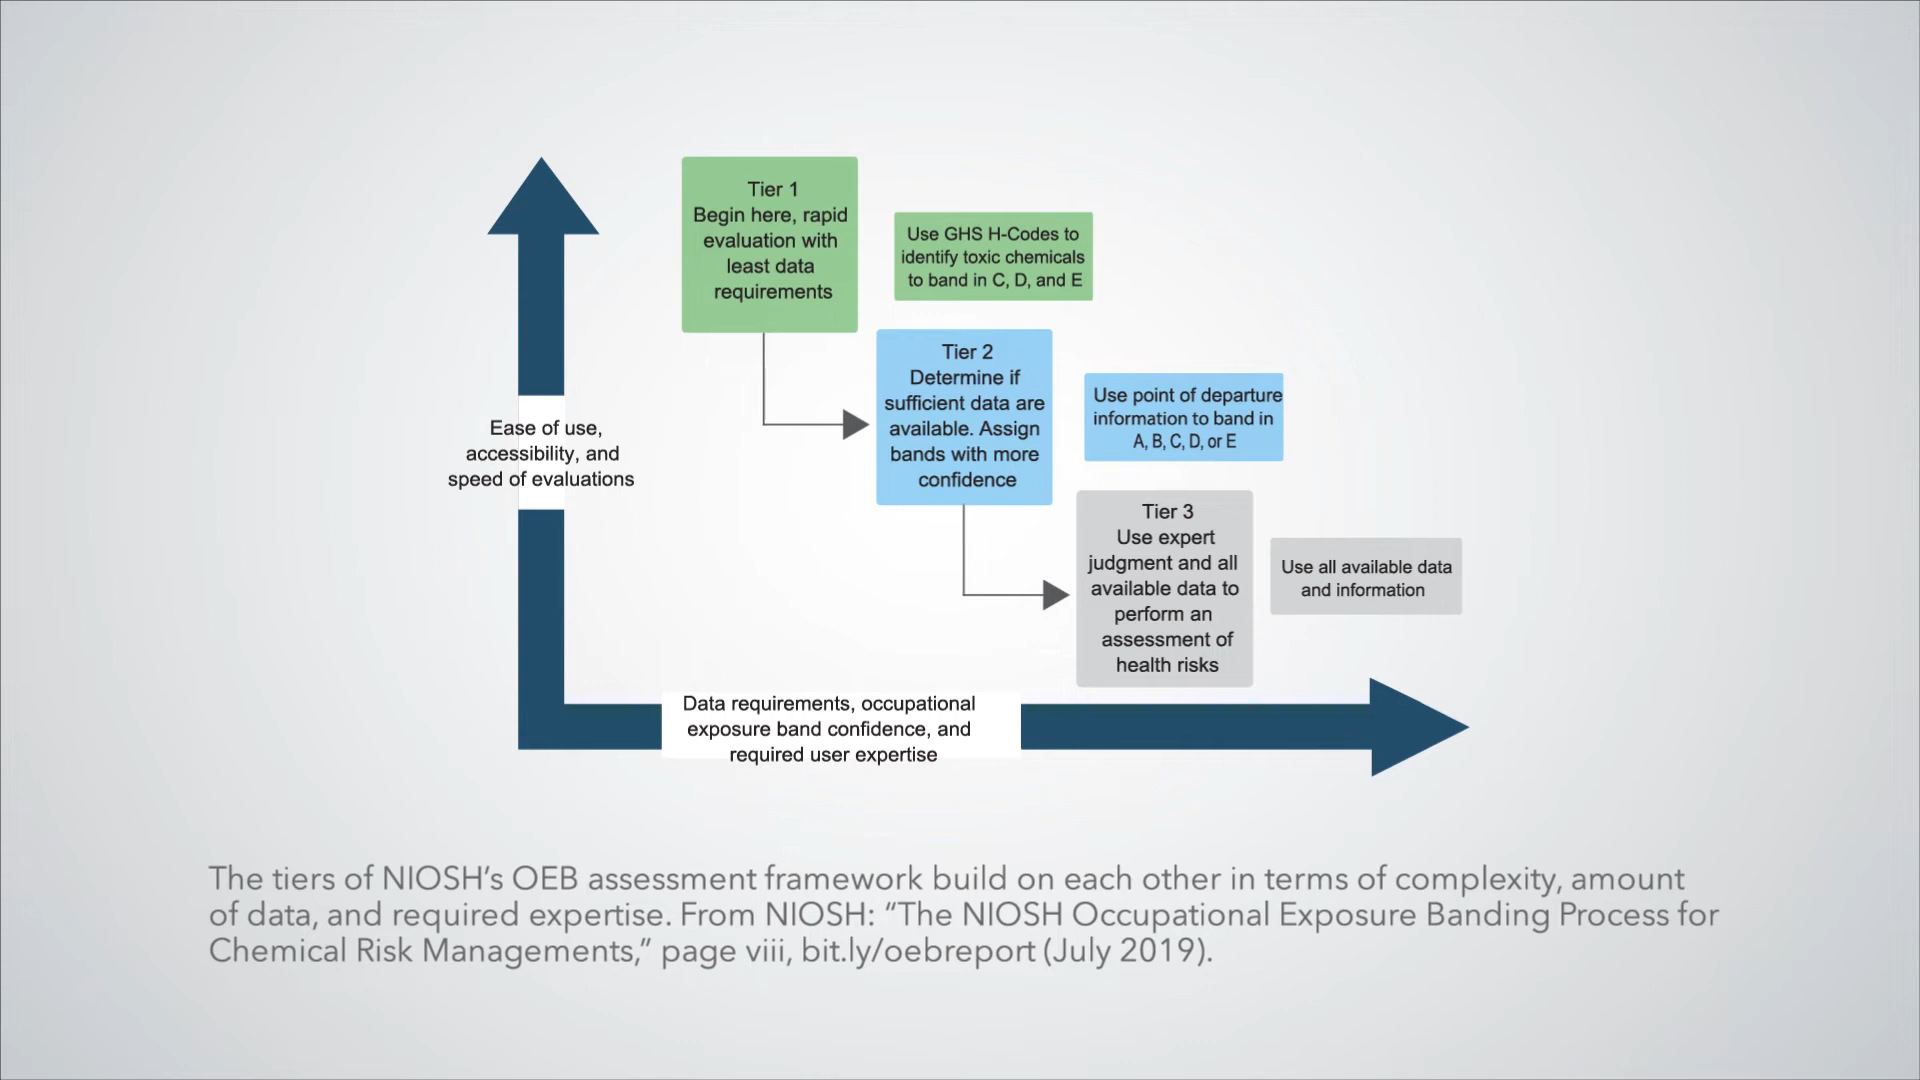 Tier 1
Begin here, rapid
evaluation with
least data
requirements
Use GHS H-Codes to
identify toxic chemicals
to band in C, D, and E
Tier 2
Determine if
sufficient data are
available. Assign
bands with more
confidence
Use point of departure
information to band in
A, B, C, D, or E
Ease of use,
accessibility, and
speed of evaluations
Tier 3
Use expert
judgment and all
available data to
perform an
assessment of
health risks
Use all available data
and information
Data requirements, occupational
exposure band confidence, and
required user expertise
The tiers of NIOSH’s OEB assessment framework build on each other in terms of complexity, amount
of data, and required expertise. From NIOSH: “The NIOSH Occupational Exposure Banding Process for
Chemical Risk Managements,” page viii, bit.ly/oebreport (July 2019).